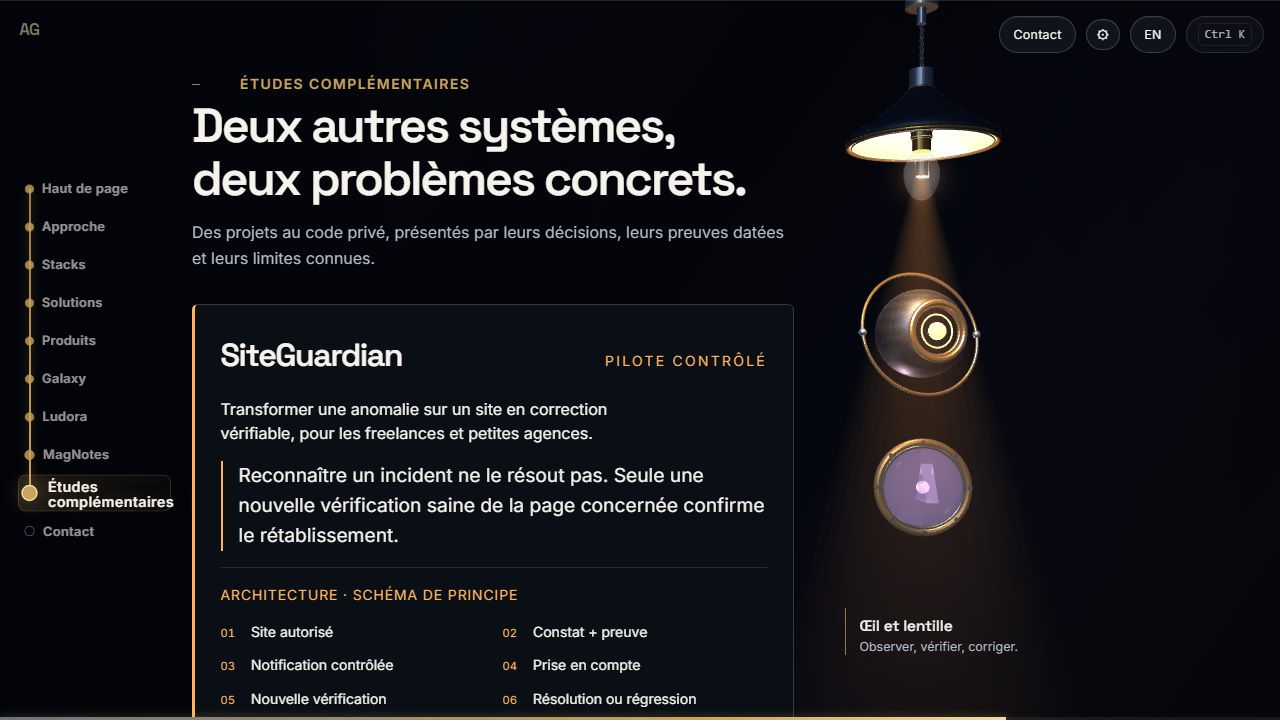 AG
Contact
EN
Ctrl K
— ÉTUDES COMPLÉMENTAIRES
Deux autres systèmes,
deux problèmes concrets.
Des projets au code privé, présentés par leurs décisions, leurs preuves datées
et leurs limites connues.
Haut de page
Approche
Stacks
Solutions
Produits
Galaxy
Ludora
MagNotes
Études
complémentaires
Contact
SiteGuardian
PILOTE CONTRÔLÉ
Transformer une anomalie sur un site en correction
vérifiable, pour les freelances et petites agences.
Reconnaître un incident ne le résout pas. Seule une
nouvelle vérification saine de la page concernée confirme
le rétablissement.
ARCHITECTURE · SCHÉMA DE PRINCIPE
01 Site autorisé
02 Constat + preuve
03 Notification contrôlée
04 Prise en compte
05 Nouvelle vérification
06 Résolution ou régression
Œil et lentille
Observer, vérifier, corriger.